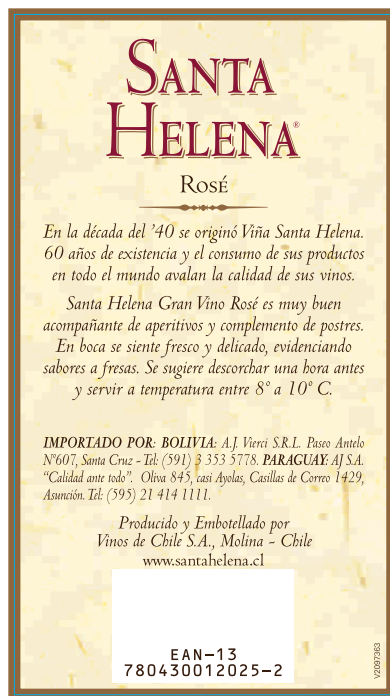 SANTA
HELENA®
ROSÉ
En la década del '40 se originó Viña Santa Helena.
60 años de existencia y el consumo de sus productos
en todo el mundo avalan la calidad de sus vinos.
Santa Helena Gran Vino Rosé es muy buen
acompañante de aperitivos y complemento de postres.
En boca se siente fresco y delicado, evidenciando
sabores a fresas. Se sugiere descorchar una hora antes
y servir a temperatura entre 8° a 10° C.
IMPORTADO POR: BOLIVIA: A.J. Vierci S.R.L. Paseo Antelo
N°607, Santa Cruz - Tel: (591) 3 353 5778. PARAGUAY: AJ S.A.
“Calidad ante todo”. Oliva 845, casi Ayolas, Casillas de Correo 1429,
Asunción. Tel: (595) 21 414 1111.
Producido y Embotellado por
Vinos de Chile S.A., Molina - Chile
www.santahelena.cl
EAN-13
780430012025-2
V2097363